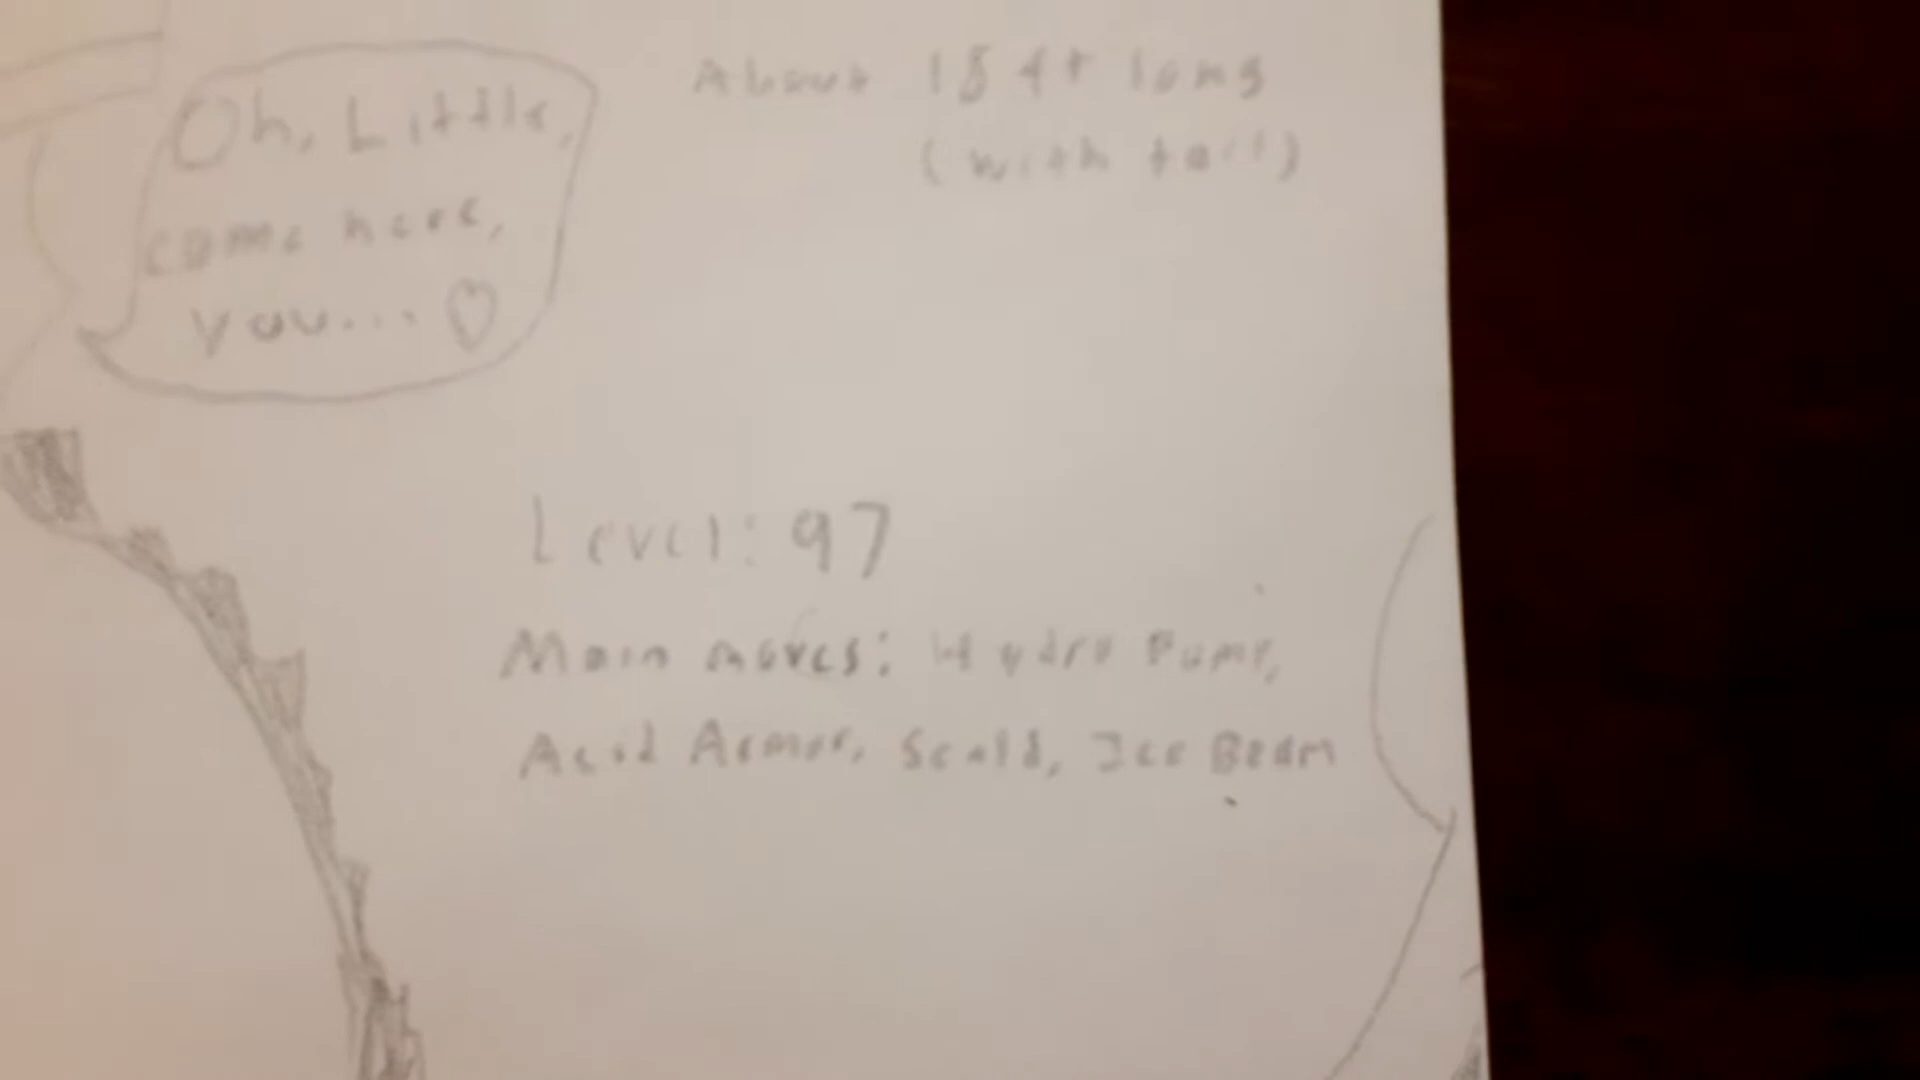 Oh, Little,
come here,
you...
About 18 ft long
(with tail)
Level: 97
Main moves: Hydro Pump,
Acid Armor, Scald, Ice Beam